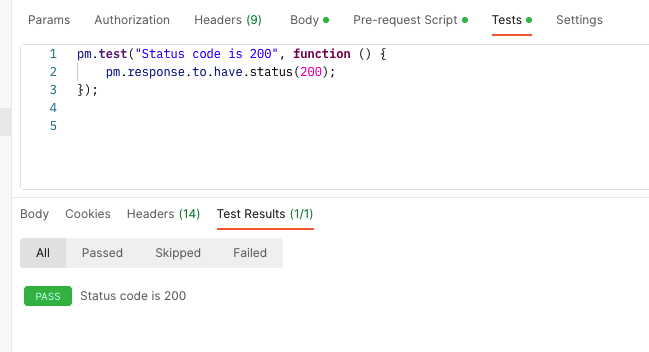 Params Authorization Headers (9) Body Pre-request Script Tests Settings
1 pm.test("Status code is 200", function () {
2 pm.response.to.have.status(200);
3 });
4
5
Body Cookies Headers (14) Test Results (1/1)
All Passed Skipped Failed
PASS Status code is 200